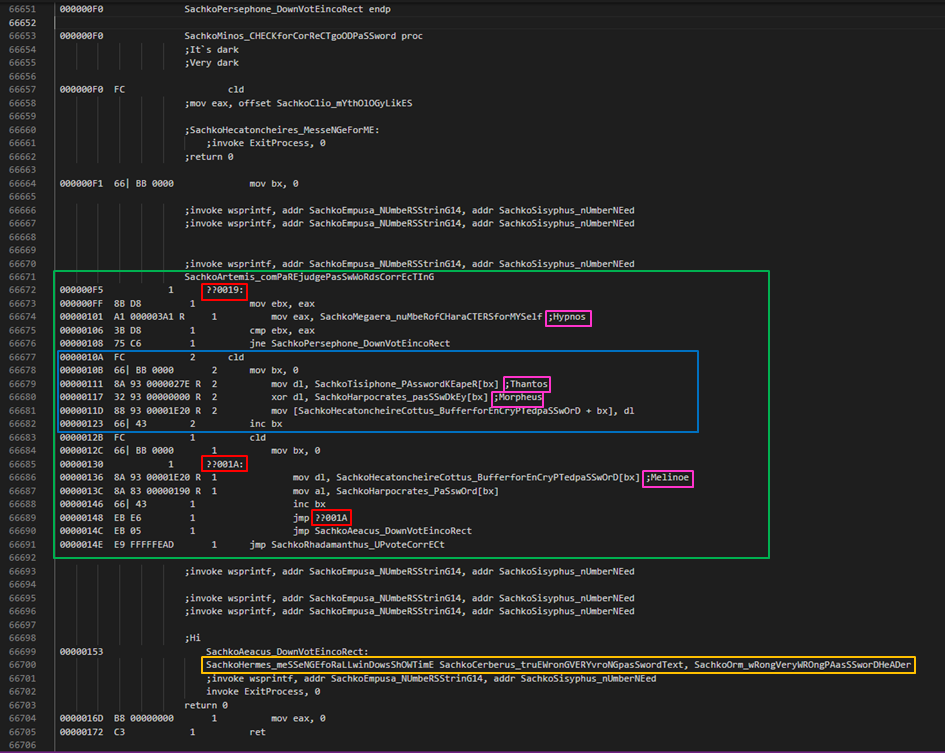 66651 000000F0 SachkoPersephone_DownVotEincoRect endp
66652
66653 000000F0 SachkoMinos_CHECKforCorReCTgoODPaSSword proc
66654 ;It`s dark
66655 ;Very dark
66656
66657 000000F0 FC cld
66658 ;mov eax, offset SachkoClio_mYthOlOGyLikES
66659
66660 ;SachkoHecatoncheires_MesseNGeForME:
66661 ;invoke ExitProcess, 0
66662 ;return 0
66663
66664 000000F1 66| BB 0000 mov bx, 0
66665
66666 ;invoke wsprintf, addr SachkoEmpusa_NUmbeRSStrinG14, addr SachkoSisyphus_nUmberNEed
66667 ;invoke wsprintf, addr SachkoEmpusa_NUmbeRSStrinG14, addr SachkoSisyphus_nUmberNEed
66668
66669
66670 ;invoke wsprintf, addr SachkoEmpusa_NUmbeRSStrinG14, addr SachkoSisyphus_nUmberNEed
66671 SachkoArtemis_comPaREjudgePasSwWoRdsCorrEcTInG
66672 000000F5 1 ??0019:
66673 000000FF 8B D8 1 mov ebx, eax
66674 00000101 A1 000003A1 R 1 mov eax, SachkoMegaera_nuMbeRofCHaraCTERSforMYSelf ;Hypnos
66675 00000106 3B D8 1 cmp ebx, eax
66676 00000108 75 C6 1 jne SachkoPersephone_DownVotEincoRect
66677 0000010A FC 2 cld
66678 0000010B 66| BB 0000 2 mov bx, 0
66679 00000111 8A 93 0000027E R 2 mov dl, SachkoTisiphone_PAsswordKEapeR[bx] ;Thantos
66680 00000117 32 93 00000000 R 2 xor dl, SachkoHarpocrates_pasSSwDkEy[bx] ;Morpheus
66681 0000011D 88 93 00001E20 R 2 mov [SachkoHecatoncheireCottus_BufferforEnCryPTedpaSSwOrD + bx], dl
66682 00000123 66| 43 2 inc bx
66683 0000012B FC 1 cld
66684 0000012C 66| BB 0000 1 mov bx, 0
66685 00000130 1 ??001A:
66686 00000136 8A 93 00001E20 R 1 mov dl, SachkoHecatoncheireCottus_BufferforEnCryPTedpaSSwOrD[bx] ;Melinoe
66687 0000013C 8A 83 00000190 R 1 mov al, SachkoHarpocrates_PaSswOrd[bx]
66688 00000146 66| 43 1 inc bx
66689 00000148 EB E6 1 jmp ??001A
66690 0000014C EB 05 1 jmp SachkoAeacus_DownVotEincoRect
66691 0000014E E9 FFFFFEAD 1 jmp SachkoRhadamanthus_UPvoteCorrECt
66692
66693 ;invoke wsprintf, addr SachkoEmpusa_NUmbeRSStrinG14, addr SachkoSisyphus_nUmberNEed
66694
66695 ;invoke wsprintf, addr SachkoEmpusa_NUmbeRSStrinG14, addr SachkoSisyphus_nUmberNEed
66696 ;invoke wsprintf, addr SachkoEmpusa_NUmbeRSStrinG14, addr SachkoSisyphus_nUmberNEed
66697
66698 ;Hi
66699 00000153 SachkoAeacus_DownVotEincoRect:
66700 SachkoHermes_meSSeNGEfoRaLLwinDowsShOWTimE SachkoCerberus_truEWronGVERYvroNGpasSwordText, SachkoOrm_wRongVeryWROngPAasSSworDHeADer
66701 ;invoke wsprintf, addr SachkoEmpusa_NUmbeRSStrinG14, addr SachkoSisyphus_nUmberNEed
66702 invoke ExitProcess, 0
66703 return 0
66704 0000016D B8 00000000 1 mov eax, 0
66705 00000172 C3 1 ret
66706